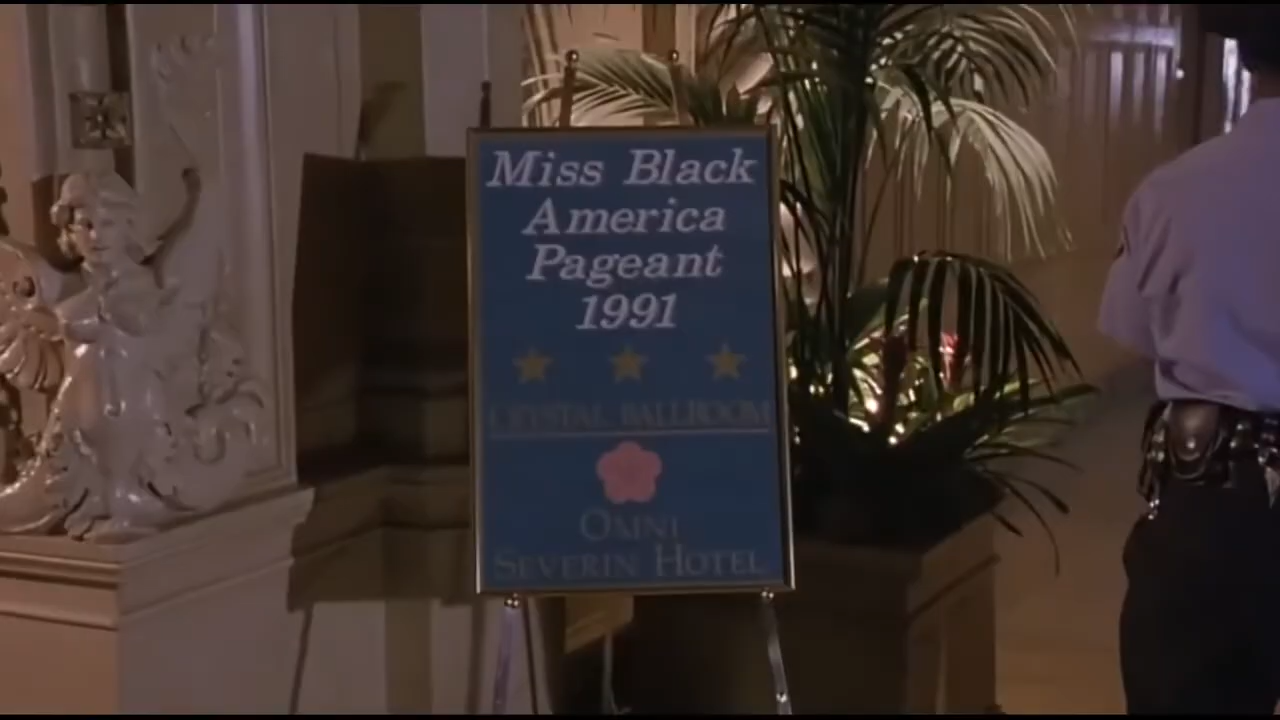 Miss Black
America
Pageant
1991
CRYSTAL BALLROOM
OMNI
SEVERIN HOTEL